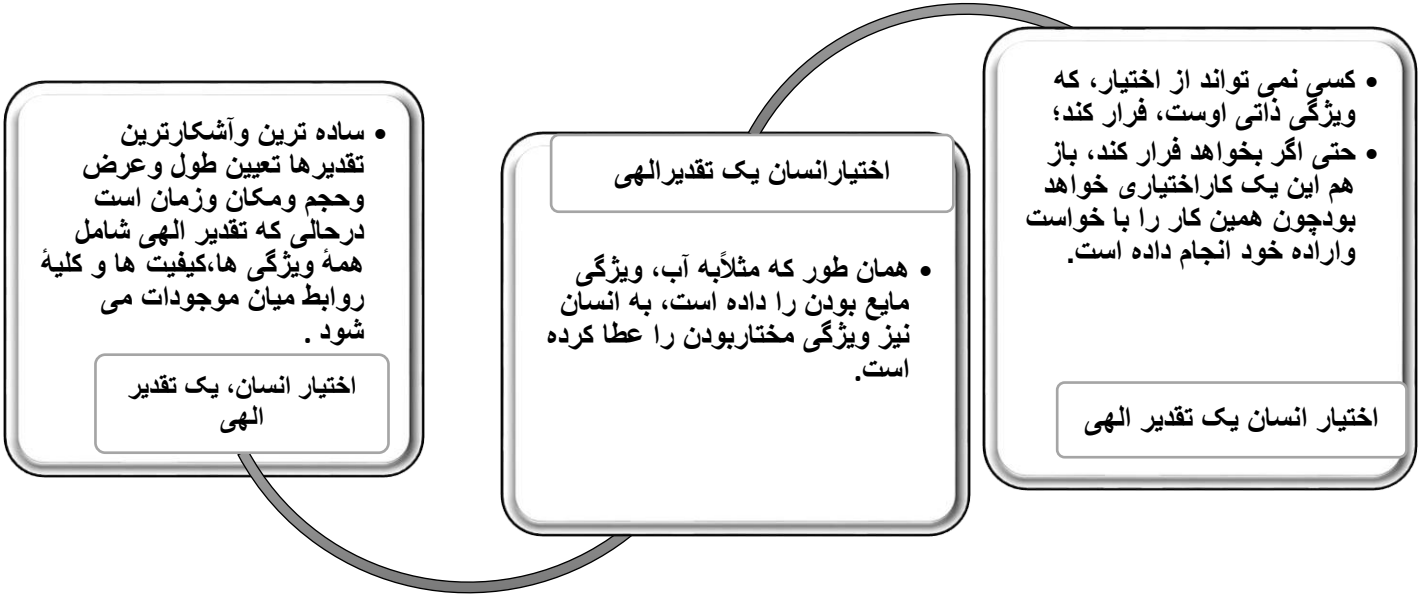 • کسی نمی تواند از اختیار، که
ویژگی ذاتی اوست، فرار کند؛
• حتی اگر بخواهد فرار کند، باز
هم این یک کاراختیاری خواهد
بودچون همین کار را با خواست
واراده خود انجام داده است.
اختیار انسان یک تقدیر الهی
اختیارانسان یک تقدیرالهی
• همان طور که مثلاًبه آب، ویژگی
مایع بودن را داده است، به انسان
نیز ویژگی مختاربودن را عطا کرده
است.
• ساده ترین وآشکارترین
تقدیرها تعیین طول وعرض
وحجم ومکان وزمان است
درحالی که تقدیر الهی شامل
همهٔ ویژگی ها،کیفیت ها و کلیهٔ
روابط میان موجودات می
شود .
اختیار انسان، یک تقدیر
الهی